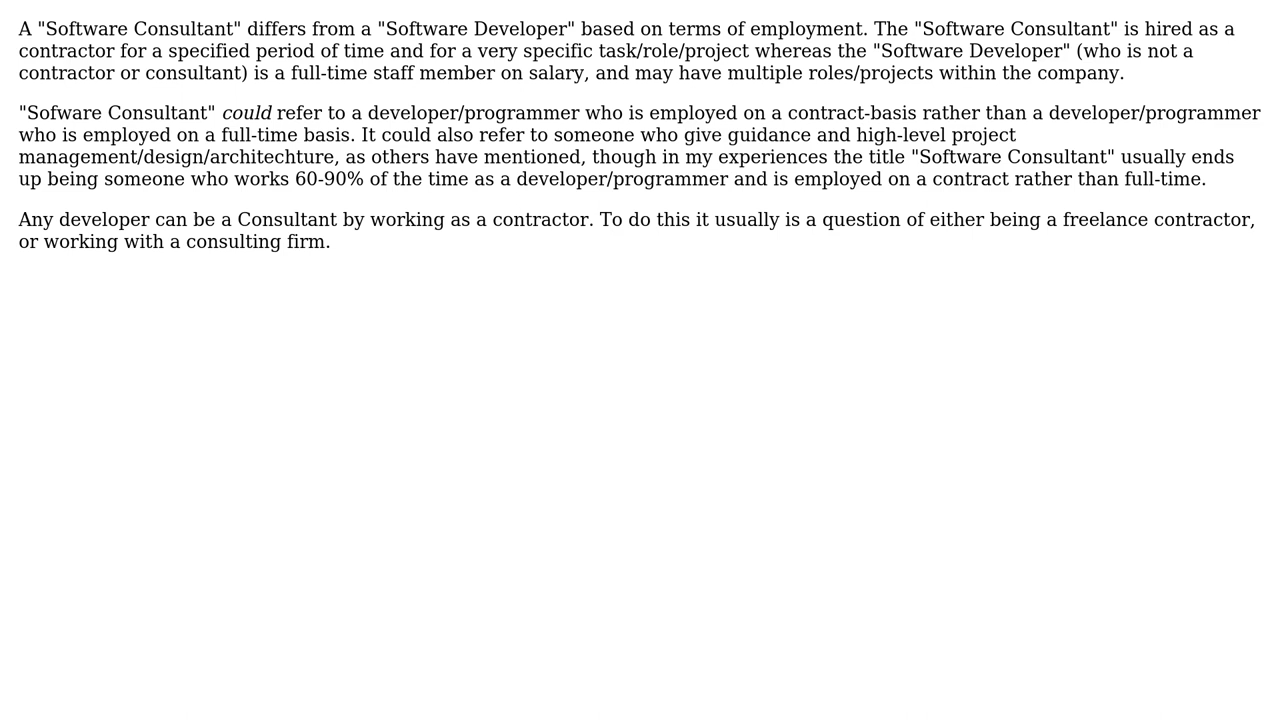 A "Software Consultant" differs from a "Software Developer" based on terms of employment. The "Software Consultant" is hired as a
contractor for a specified period of time and for a very specific task/role/project whereas the "Software Developer" (who is not a
contractor or consultant) is a full-time staff member on salary, and may have multiple roles/projects within the company.
"Sofware Consultant" could refer to a developer/programmer who is employed on a contract-basis rather than a developer/programmer
who is employed on a full-time basis. It could also refer to someone who give guidance and high-level project
management/design/architechture, as others have mentioned, though in my experiences the title "Software Consultant" usually ends
up being someone who works 60-90% of the time as a developer/programmer and is employed on a contract rather than full-time.
Any developer can be a Consultant by working as a contractor. To do this it usually is a question of either being a freelance contractor,
or working with a consulting firm.